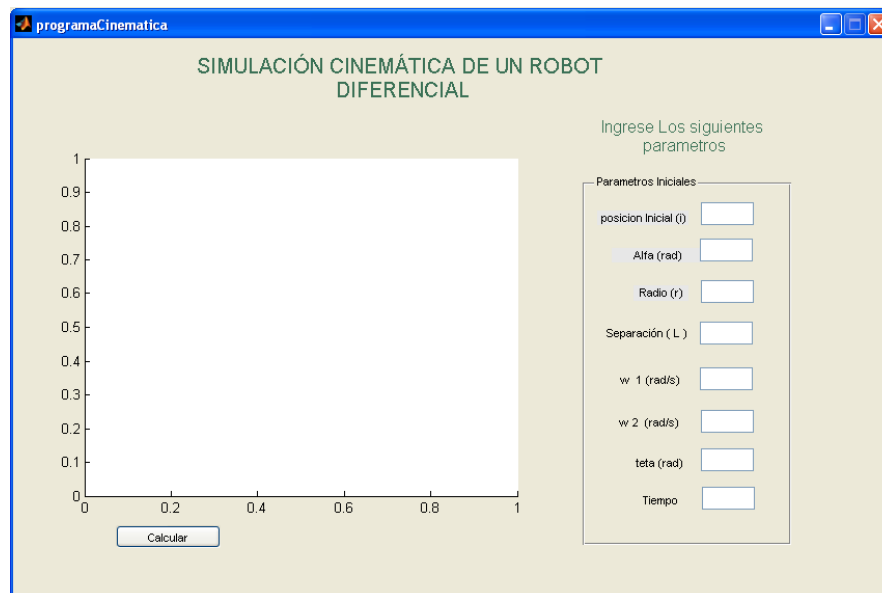 programaCinematica
SIMULACIÓN CINEMÁTICA DE UN ROBOT
DIFERENCIAL
Ingrese Los siguientes
parametros
Parametros Iniciales
posicion Inicial (i)
Alfa (rad)
Radio (r)
Separación ( L )
w 1 (rad/s)
w 2 (rad/s)
teta (rad)
Tiempo
1
0.9
0.8
0.7
0.6
0.5
0.4
0.3
0.2
0.1
0
0 0.2 0.4 0.6 0.8 1
Calcular